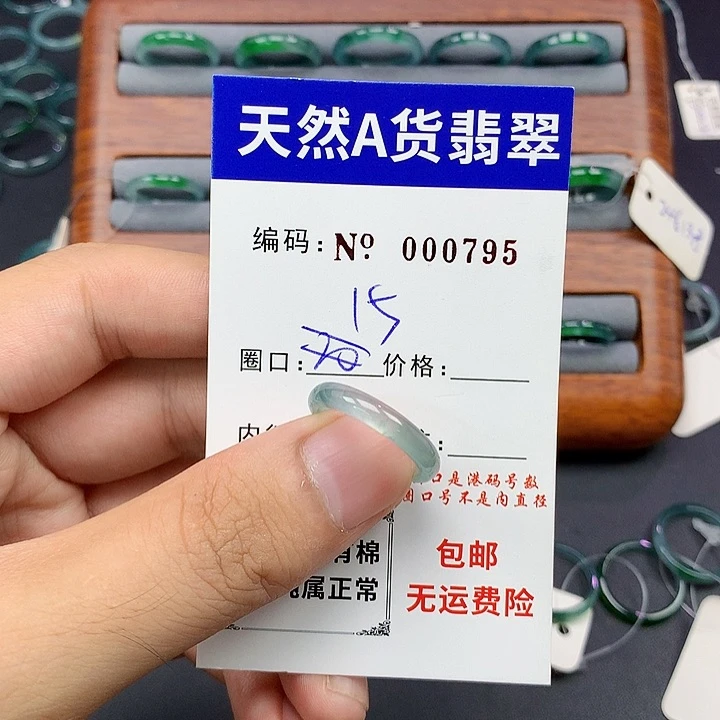 天然A货翡翠
编码: Nº. 000795
15
圈口: 价格:
内
口是港码号数
圈口号不是内直径
有棉
属正常
包邮
无运费险